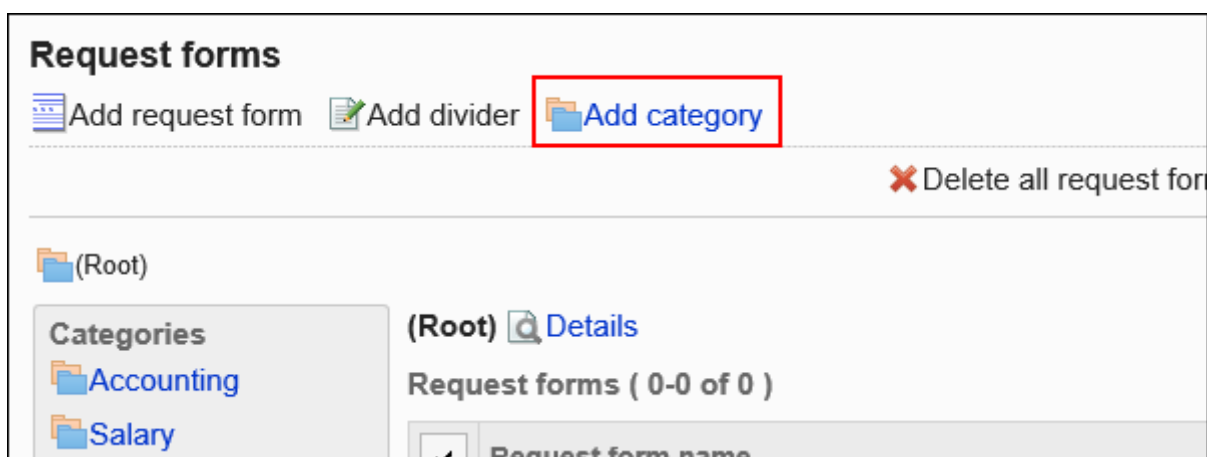 Request forms
Add request form Add divider Add category
Delete all request for
(Root)
Categories
Accounting
Salary
(Root) Details
Request forms ( 0-0 of 0 )
Request form name